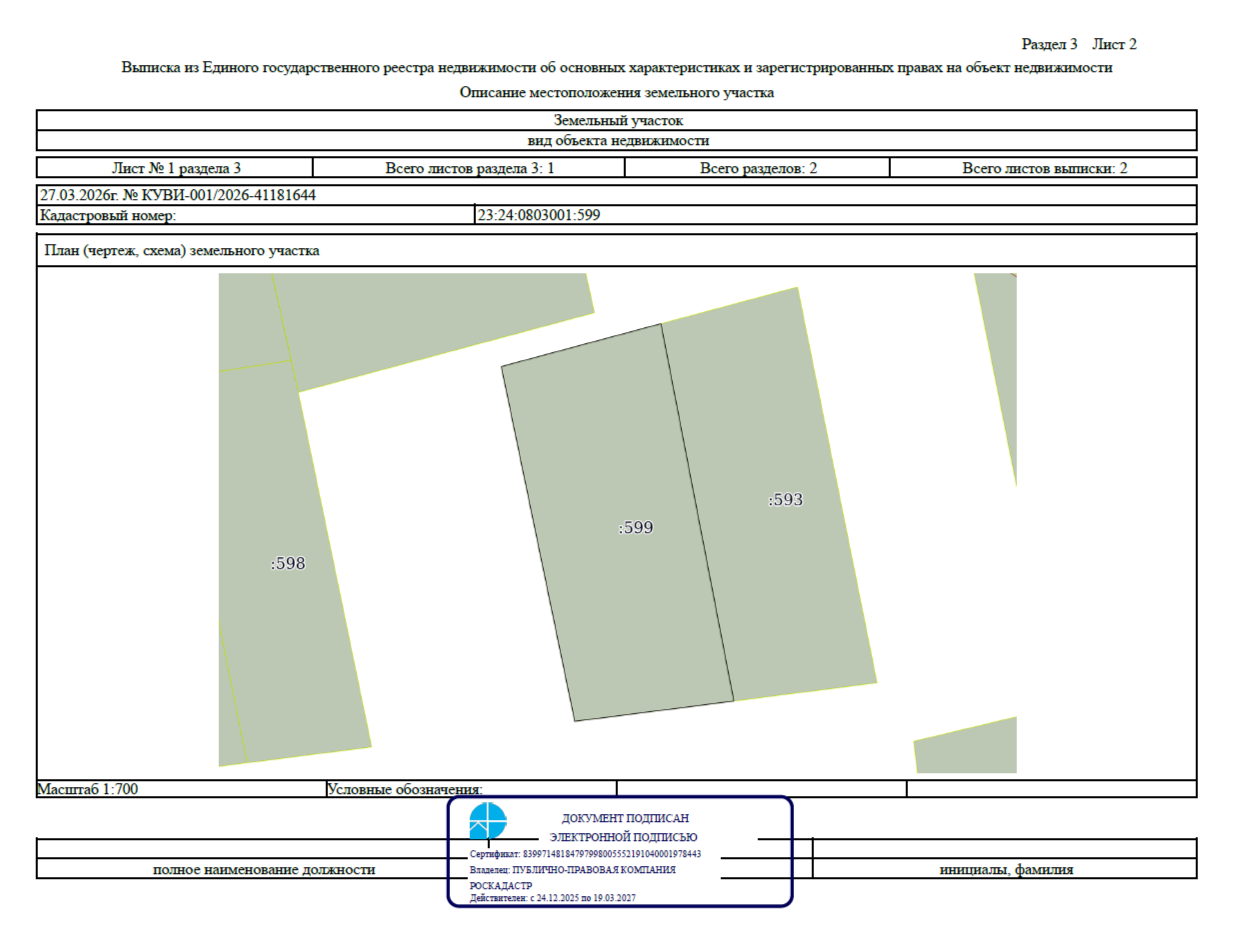 Раздел 3 Лист 2
Выписка из Единого государственного реестра недвижимости об основных характеристиках и зарегистрированных правах на объект недвижимости
Описание местоположения земельного участка
Земельный участок
вид объекта недвижимости
Лист № 1 раздела 3 Всего листов раздела 3: 1 Всего разделов: 2 Всего листов выписки: 2
27.03.2026г. № КУВИ-001/2026-41181644
Кадастровый номер: 23:24:0803001:599
План (чертеж, схема) земельного участка
:593
:599
:598
Масштаб 1:700 Условные обозначения:
ДОКУМЕНТ ПОДПИСАН
ЭЛЕКТРОННОЙ ПОДПИСЬЮ
Сертификат: 83997148184797998005552191040001978443
Владелец: ПУБЛИЧНО-ПРАВОВАЯ КОМПАНИЯ
РОСКАДАСТР
Действителен: с 24.12.2025 по 19.03.2027
полное наименование должности инициалы, фамилия